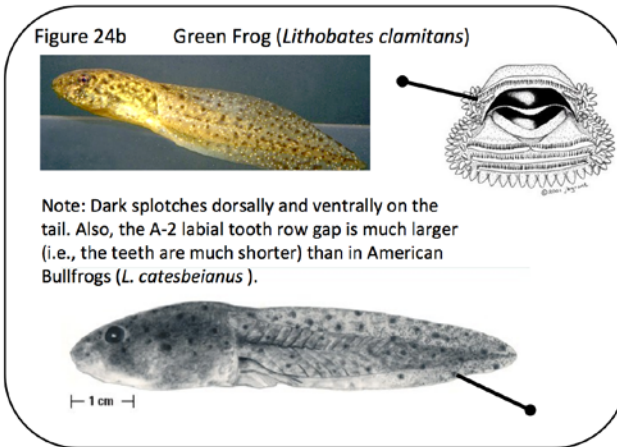 Figure 24b Green Frog (Lithobates clamitans)
Note: Dark splotches dorsally and ventrally on the
tail. Also, the A-2 labial tooth row gap is much larger
(i.e., the teeth are much shorter) than in American
Bullfrogs (L. catesbeianus ).
1 cm